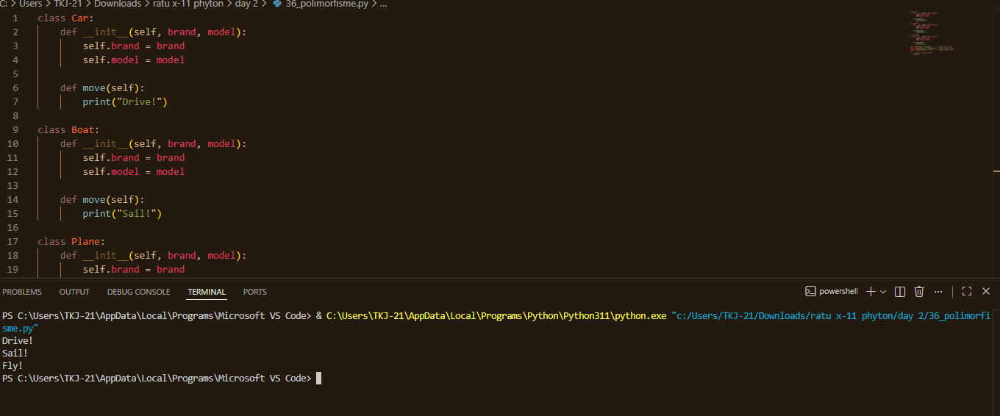 C: > Users > TKJ-21 > Downloads > ratu x-11 phyton > day 2 > 36_polimorfisme.py > ...
1 class Car:
2 def __init__(self, brand, model):
3 self.brand = brand
4 self.model = model
5
6 def move(self):
7 print("Drive!")
8
9 class Boat:
10 def __init__(self, brand, model):
11 self.brand = brand
12 self.model = model
13
14 def move(self):
15 print("Sail!")
16
17 class Plane:
18 def __init__(self, brand, model):
19 self.brand = brand
PROBLEMS OUTPUT DEBUG CONSOLE TERMINAL PORTS powershell
PS C:\Users\TKJ-21\AppData\Local\Programs\Microsoft VS Code> & C:\Users\TKJ-21\AppData\Local\Programs\Python\Python311\python.exe "c:/Users/TKJ-21/Downloads/ratu x-11 phyton/day 2/36_polimorfi
sme.py"
Drive!
Sail!
Fly!
PS C:\Users\TKJ-21\AppData\Local\Programs\Microsoft VS Code>